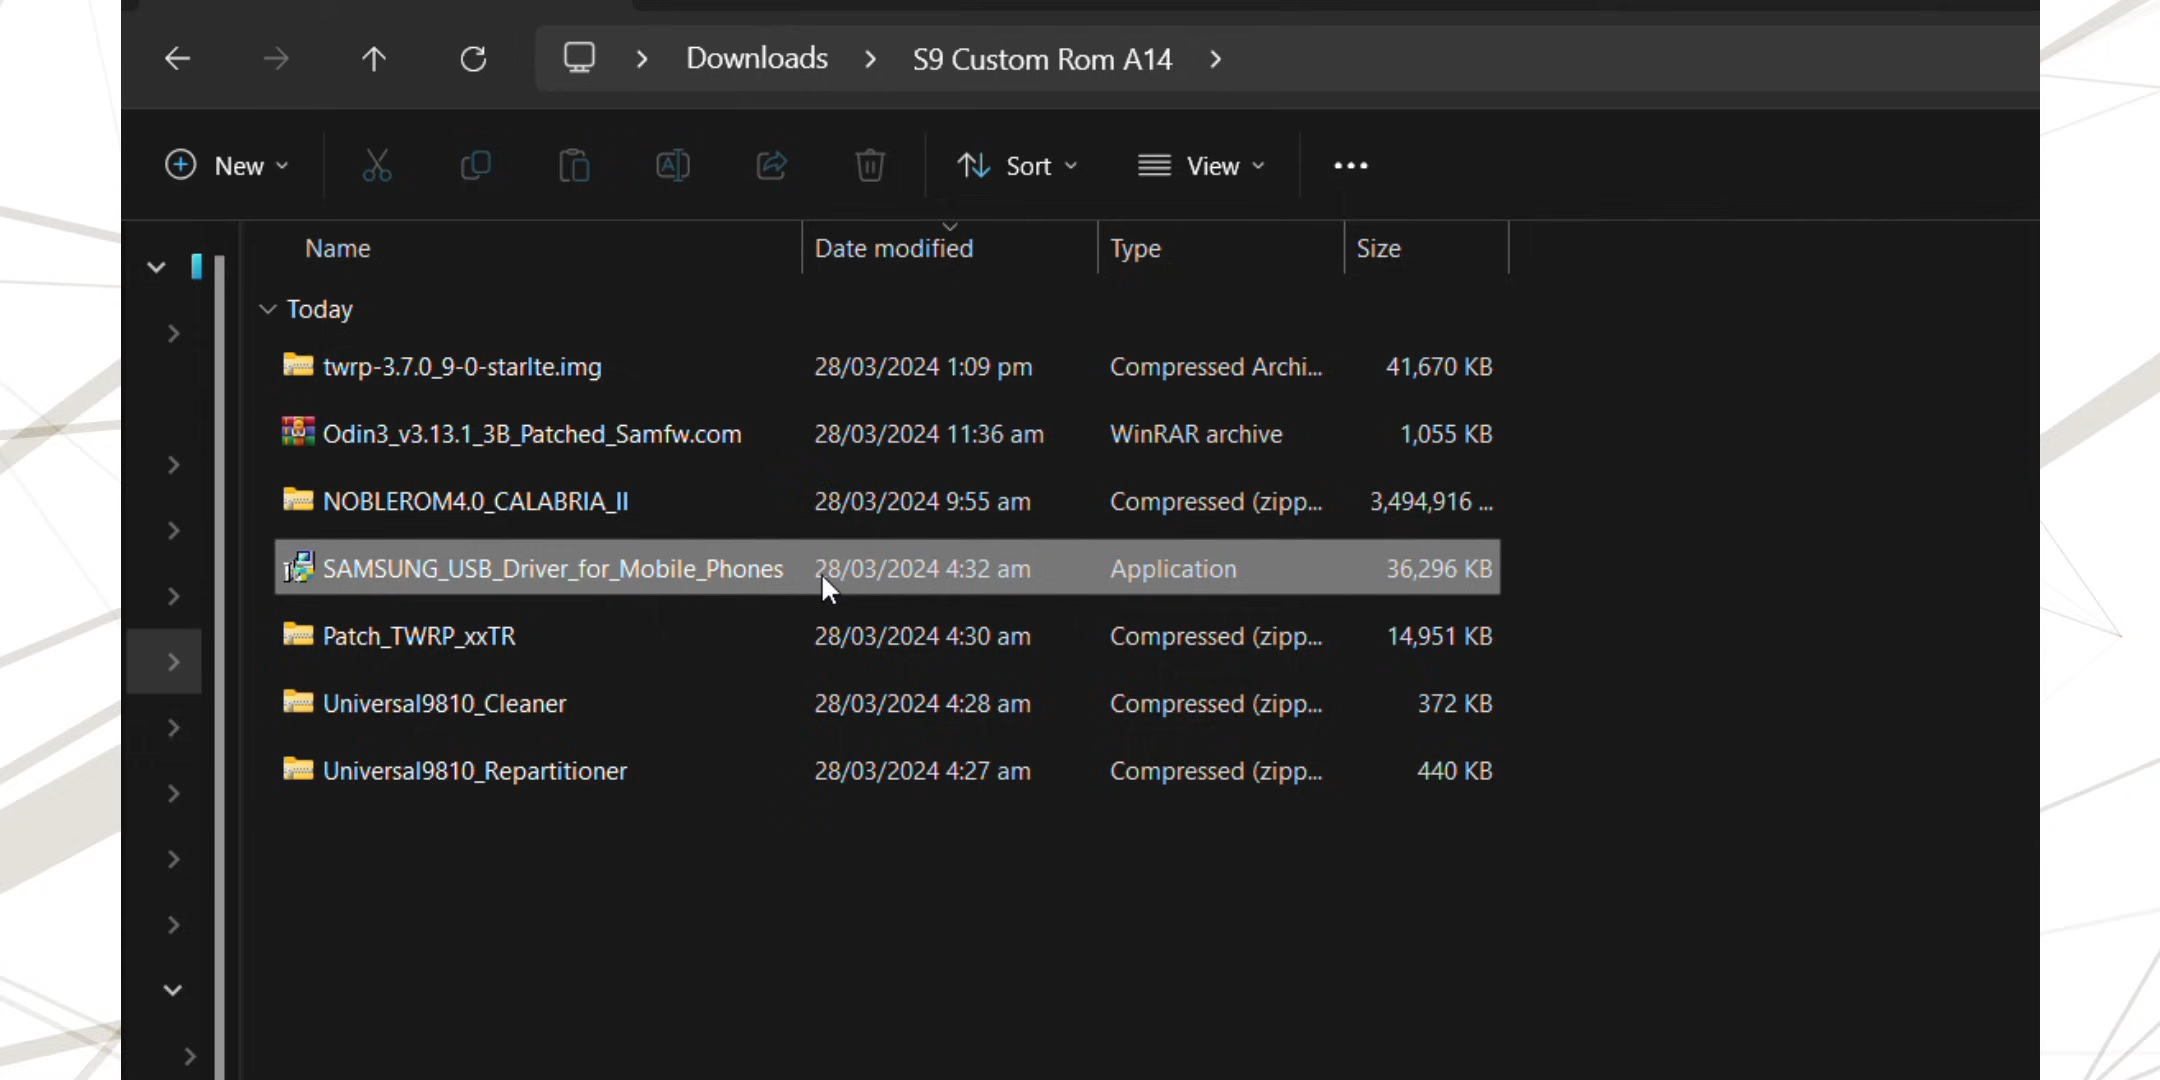 Downloads S9 Custom Rom A14
New Sort View
Name Date modified Type Size
Today
twrp-3.7.0_9-0-starlte.img 28/03/2024 1:09 pm Compressed Archi... 41,670 KB
Odin3_v3.13.1_3B_Patched_Samfw.com 28/03/2024 11:36 am WinRAR archive 1,055 KB
NOBLEROM4.0_CALABRIA_II 28/03/2024 9:55 am Compressed (zipp... 3,494,916 ...
SAMSUNG_USB_Driver_for_Mobile_Phones 28/03/2024 4:32 am Application 36,296 KB
Patch_TWRP_xxTR 28/03/2024 4:30 am Compressed (zipp... 14,951 KB
Universal9810_Cleaner 28/03/2024 4:28 am Compressed (zipp... 372 KB
Universal9810_Repartitioner 28/03/2024 4:27 am Compressed (zipp... 440 KB